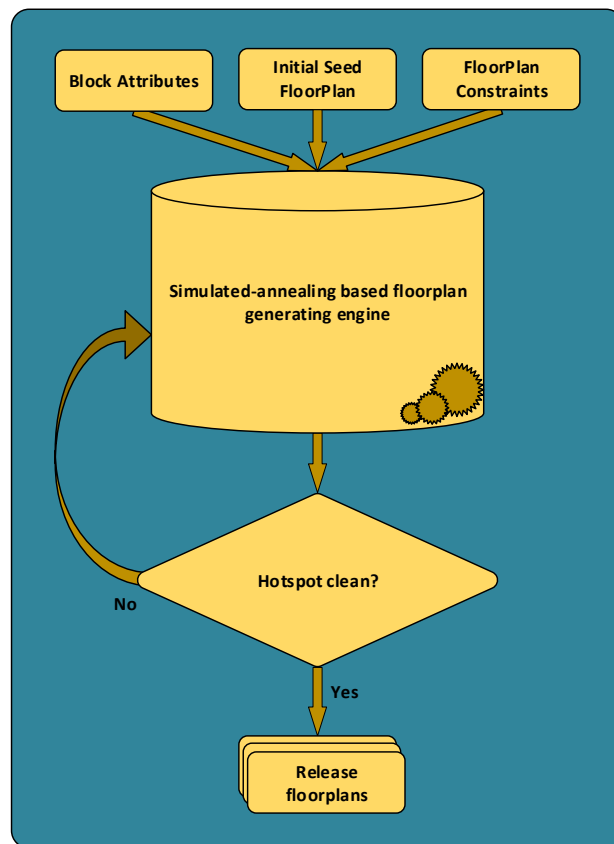 Block Attributes
Initial Seed
FloorPlan
FloorPlan
Constraints
Simulated-annealing based floorplan
generating engine
Hotspot clean?
No
Yes
Release
floorplans